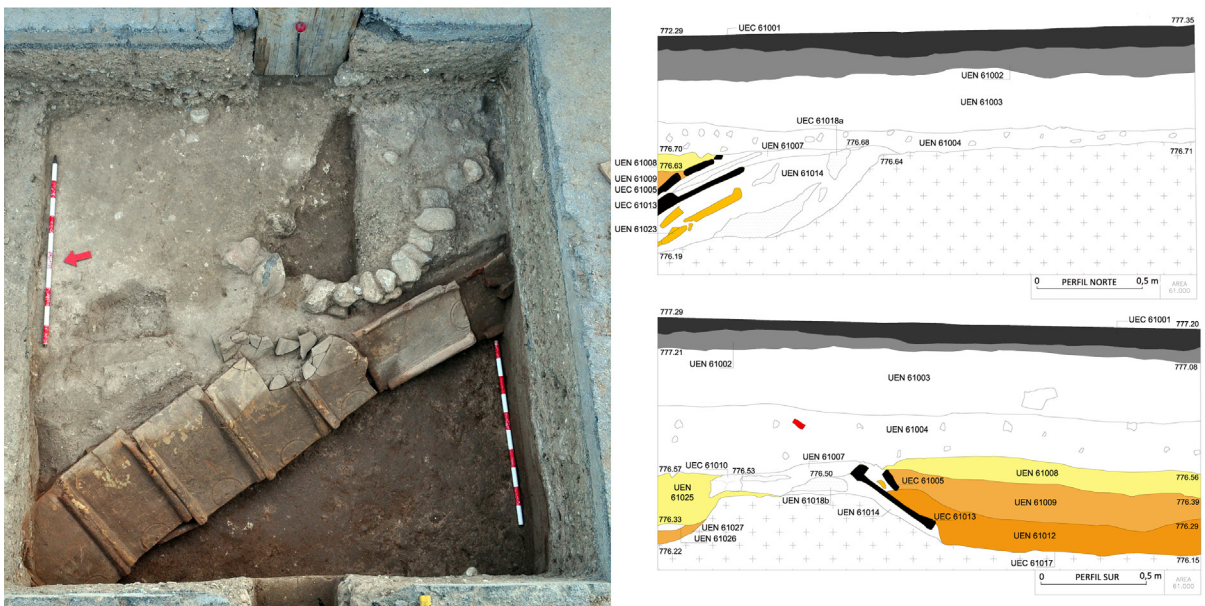 772.29
777.35
UEC 61001
UEN 61002
UEN 61003
UEC 61018a
776.70
UEN 61007
776.68
UEN 61004
776.71
UEN 61008
776.63
776.64
UEN 61014
UEN 61009
UEC 61005
UEC 61013
UEN 61023
776.19
0 PERFIL NORTE 0,5 m
AREA
61.000
777.29
UEC 61001
777.20
777.21
UEN 61002
777.08
UEN 61003
UEN 61004
UEN 61007
776.57
UEC 61010
776.53
776.50
UEN 61008
776.56
UEN
61025
UEC 61005
UEN 61009
776.39
UEN 61018b
776.33
UEN 61014
UEC 61013
776.29
UEN 61027
UEN 61026
UEN 61012
776.22
776.15
UEC 61017
0 PERFIL SUR 0,5 m
AREA
61.000